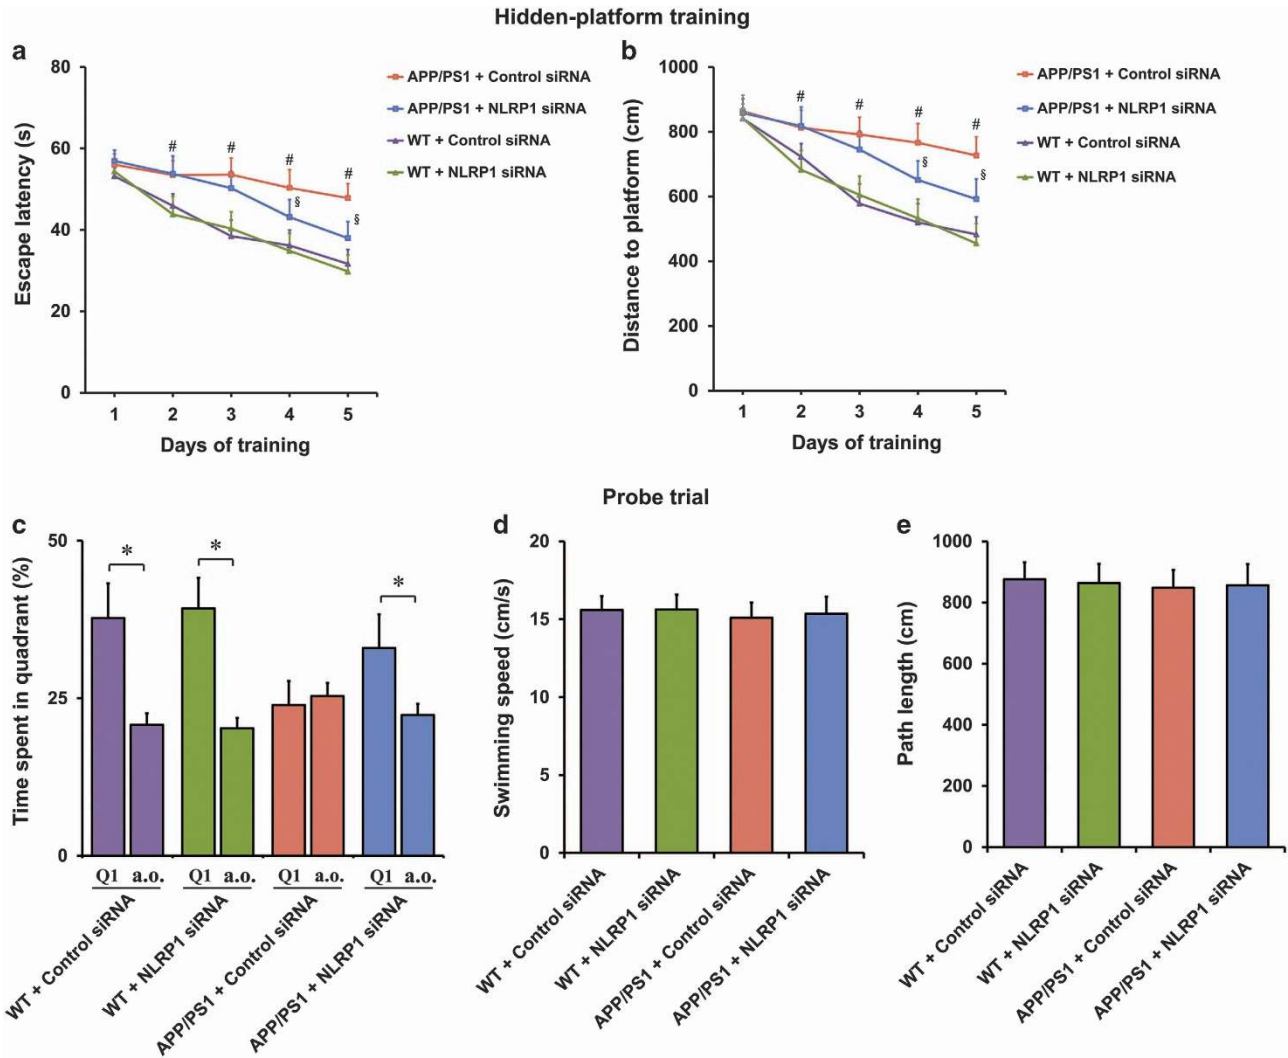 Hidden-platform training
a
Escape latency (s)
80
60
40
20
0
1 2 3 4 5
Days of training
# # # #
§ §
APP/PS1 + Control siRNA
APP/PS1 + NLRP1 siRNA
WT + Control siRNA
WT + NLRP1 siRNA
b
Distance to platform (cm)
1000
800
600
400
200
0
1 2 3 4 5
Days of training
# # # #
§ §
APP/PS1 + Control siRNA
APP/PS1 + NLRP1 siRNA
WT + Control siRNA
WT + NLRP1 siRNA
Probe trial
c
Time spent in quadrant (%)
50
25
0
* * *
Q1 a.o. Q1 a.o. Q1 a.o. Q1 a.o.
WT + Control siRNA
WT + NLRP1 siRNA
APP/PS1 + Control siRNA
APP/PS1 + NLRP1 siRNA
d
Swimming speed (cm/s)
20
15
10
5
0
WT + Control siRNA
WT + NLRP1 siRNA
APP/PS1 + Control siRNA
APP/PS1 + NLRP1 siRNA
e
Path length (cm)
1000
800
600
400
200
0
WT + Control siRNA
WT + NLRP1 siRNA
APP/PS1 + Control siRNA
APP/PS1 + NLRP1 siRNA